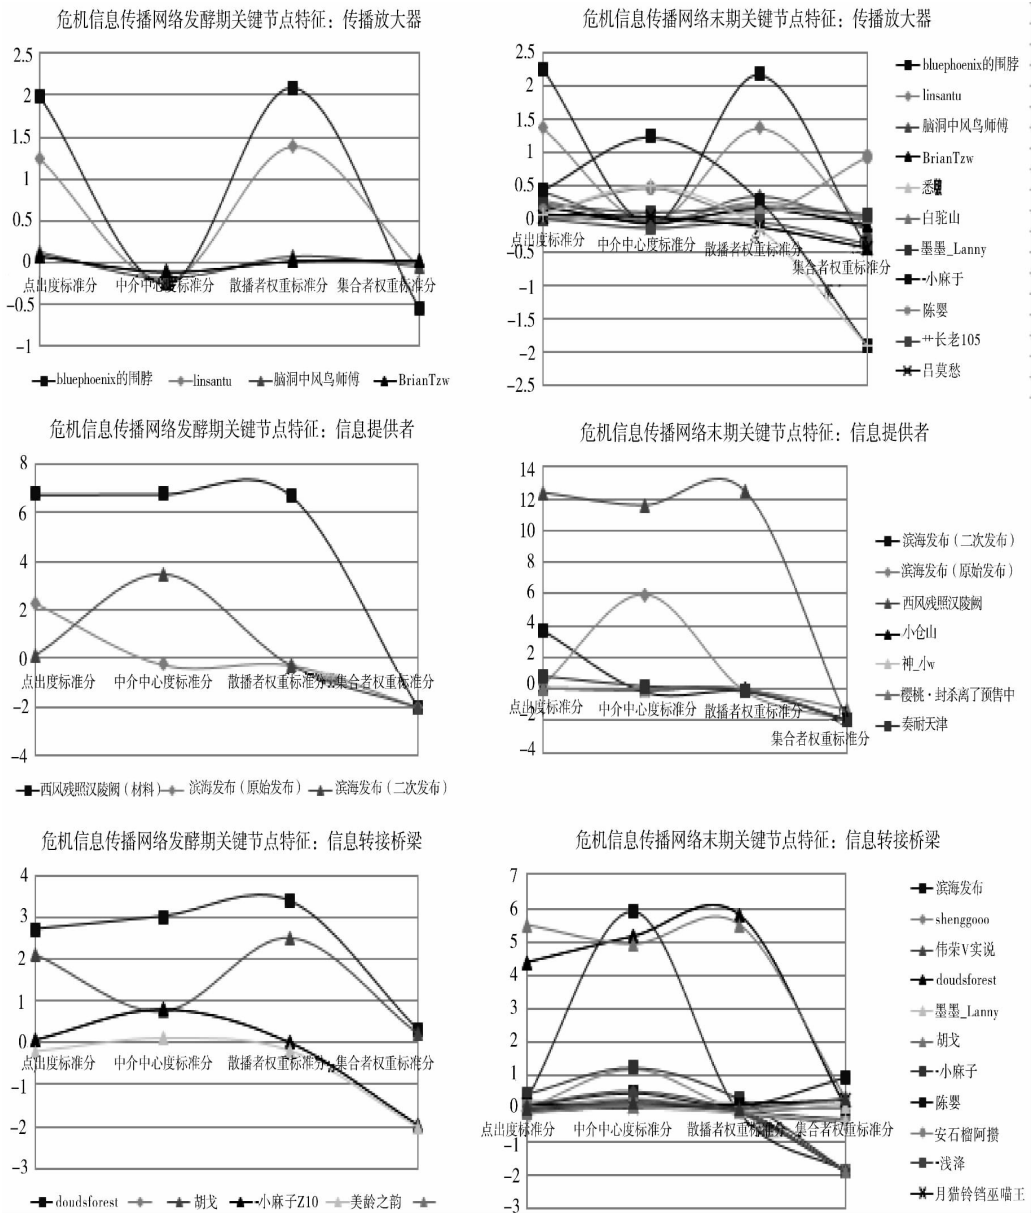 危机信息传播网络发酵期关键节点特征：传播放大器
2.5
2
1.5
1
0.5
0
-0.5
-1
点出度标准分 中介中心度标准分 散播者权重标准分 集合者权重标准分
bluephoenix的围脖 linsantu 脑洞中风鸟师傅 BrianTzw
危机信息传播网络末期关键节点特征：传播放大器
2.5
2
1.5
1
0.5
0
-0.5
-1
-1.5
-2
-2.5
点出度标准分 中介中心度标准分 散播者权重标准分
集合者权重标准分
bluephoenix的围脖
linsantu
脑洞中风鸟师傅
BrianTzw
悉
白驼山
墨墨_Lanny
小麻于
陈婴
艹长老105
吕莫愁
危机信息传播网络发酵期关键节点特征：信息提供者
8
6
4
2
0
-2
-4
点出度标准分 中介中心度标准分 散播者权重标准分 集合者权重标准分
西风残照汉陵阙（材料） 滨海发布（原始发布） 滨海发布（二次发布）
危机信息传播网络末期关键节点特征：信息提供者
14
12
10
8
6
4
2
0
-2
-4
点出度标准分 中介中心度标准分 散播者权重标准分
集合者权重标准分
滨海发布（二次发布）
滨海发布（原始发布）
西风残照汉陵阙
小仓山
神_小w
樱桃·封杀离了预售中
奏耐天津
危机信息传播网络发酵期关键节点特征：信息转接桥梁
4
3
2
1
0
-1
-2
-3
点出度标准分 中介中心度标准分 散播者权重标准分 集合者权重标准分
doudsforest 胡戈 小麻子Z10 美龄之韵
危机信息传播网络末期关键节点特征：信息转接桥梁
7
6
5
4
3
2
1
0
-1
-2
-3
点出度标准分 中介中心度标准分 散播者权重标准分 集合者权重标准分
滨海发布
shenggooo
伟荣V实说
doudsforest
墨墨_Lanny
胡戈
小麻子
陈婴
安石榴阿攒
浅泽
月猫铃铛巫喵王